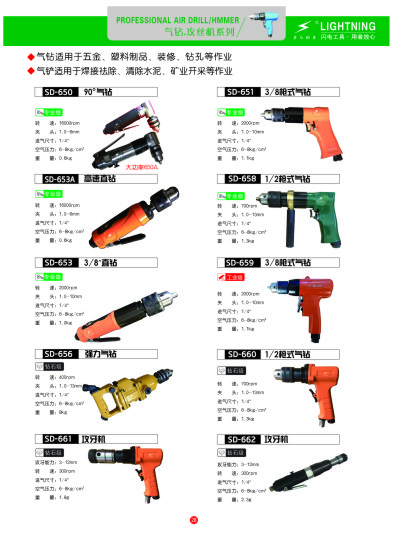 PROFESSIONAL AIR DRILL/HMMER
气钻、攻丝机系列
LIGHTNING
闪电工具·用者放心
◆气钻适用于五金、塑料制品、装修、钻孔等作业
◆气铲适用于焊接祛除、清除水泥、矿业开采等作业
SD-650 90°气钻
专业级
转 速: 16000rpm
夹 头: 1.0-6mm
进气尺寸: 1/4"
空气压力: 6-8kg/cm²
重 量: 0.6kg
大功率650A
SD-651 3/8枪式气钻
专业级
转 速: 2000rpm
夹 头: 1.0-10mm
进气尺寸: 1/4"
空气压力: 6-8kg/cm²
重 量: 1.1kg
SD-653A 高速直钻
专业级
转 速: 16000rpm
夹 头: 1.0-6mm
进气尺寸: 1/4"
空气压力: 6-8kg/cm²
重 量: 0.6kg
SD-658 1/2枪式气钻
专业级
转 速: 700rpm
夹 头: 1.0-13mm
进气尺寸: 1/4"
空气压力: 6-8kg/cm²
重 量: 1.3kg
SD-653 3/8"直钻
专业级
转 速: 2000rpm
夹 头: 1.0-10mm
进气尺寸: 1/4"
空气压力: 6-8kg/cm²
重 量: 1.0kg
SD-659 3/8枪式气钻
工业级
转 速: 2000rpm
夹 头: 1.0-10mm
进气尺寸: 1/4"
空气压力: 6-8kg/cm²
重 量: 1.1kg
SD-656 强力气钻
钻石级
转 速: 400rpm
夹 头: 1.0-13mm
进气尺寸: 1/4"
空气压力: 6-8kg/cm²
重 量: 8kg
SD-660 1/2枪式气钻
钻石级
转 速: 700rpm
夹 头: 1.0-13mm
进气尺寸: 1/4"
空气压力: 6-8kg/cm²
重 量: 1.3kg
SD-661 攻牙机
钻石级
攻牙能力: 3-12mm
转 速: 300rpm
进气尺寸: 1/4"
空气压力: 6-8kg/cm²
重 量: 1.6kg
SD-662 攻牙机
钻石级
攻牙能力: 3-12mm
转 速: 300rpm
进气尺寸: 1/4"
空气压力: 6-8kg/cm²
重 量: 2.3kg